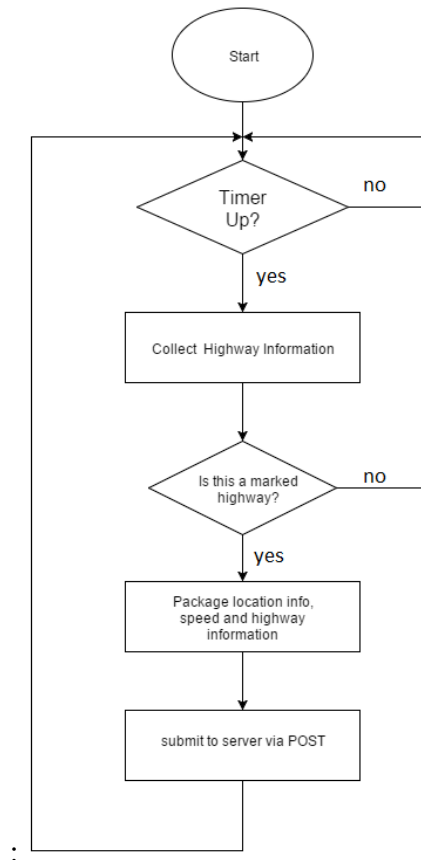 Start
Timer
Up?
no
yes
Collect Highway Information
Is this a marked
highway?
no
yes
Package location info,
speed and highway
information
submit to server via POST
: